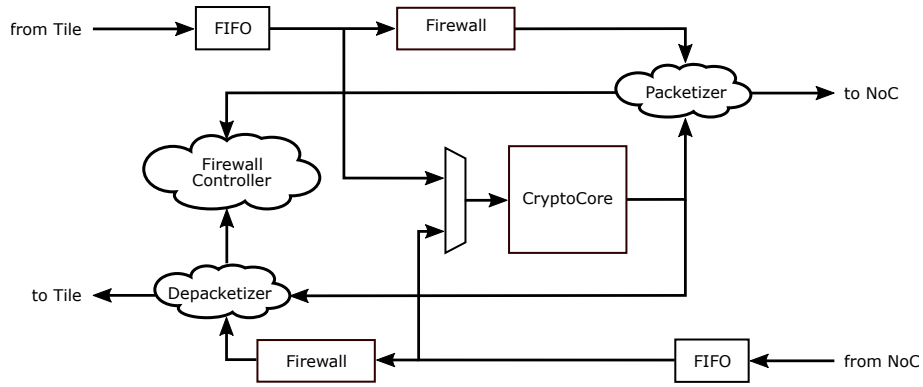 from Tile
FIFO
Firewall
Packetizer
to NoC
Firewall
Controller
CryptoCore
to Tile
Depacketizer
Firewall
FIFO
from NoC